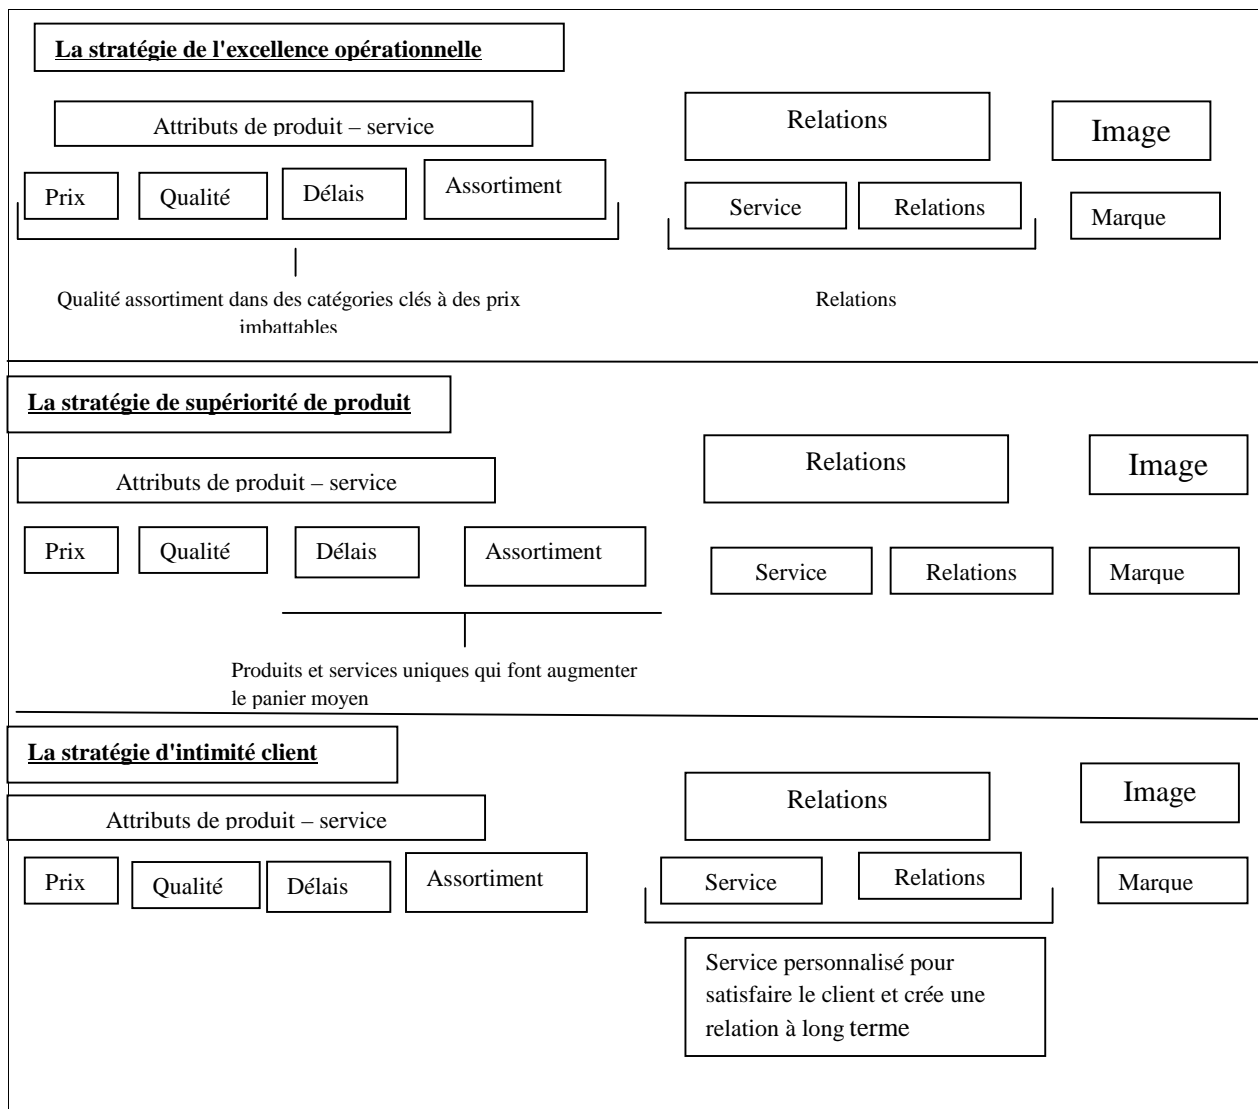 La stratégie de l'excellence opérationnelle
Attributs de produit – service
Relations
Image
Prix
Qualité
Délais
Assortiment
Service
Relations
Marque
Qualité assortiment dans des catégories clés à des prix
imbattables
Relations
La stratégie de supériorité de produit
Attributs de produit – service
Relations
Image
Prix
Qualité
Délais
Assortiment
Service
Relations
Marque
Produits et services uniques qui font augmenter
le panier moyen
La stratégie d'intimité client
Attributs de produit – service
Relations
Image
Prix
Qualité
Délais
Assortiment
Service
Relations
Marque
Service personnalisé pour
satisfaire le client et crée une
relation à long terme